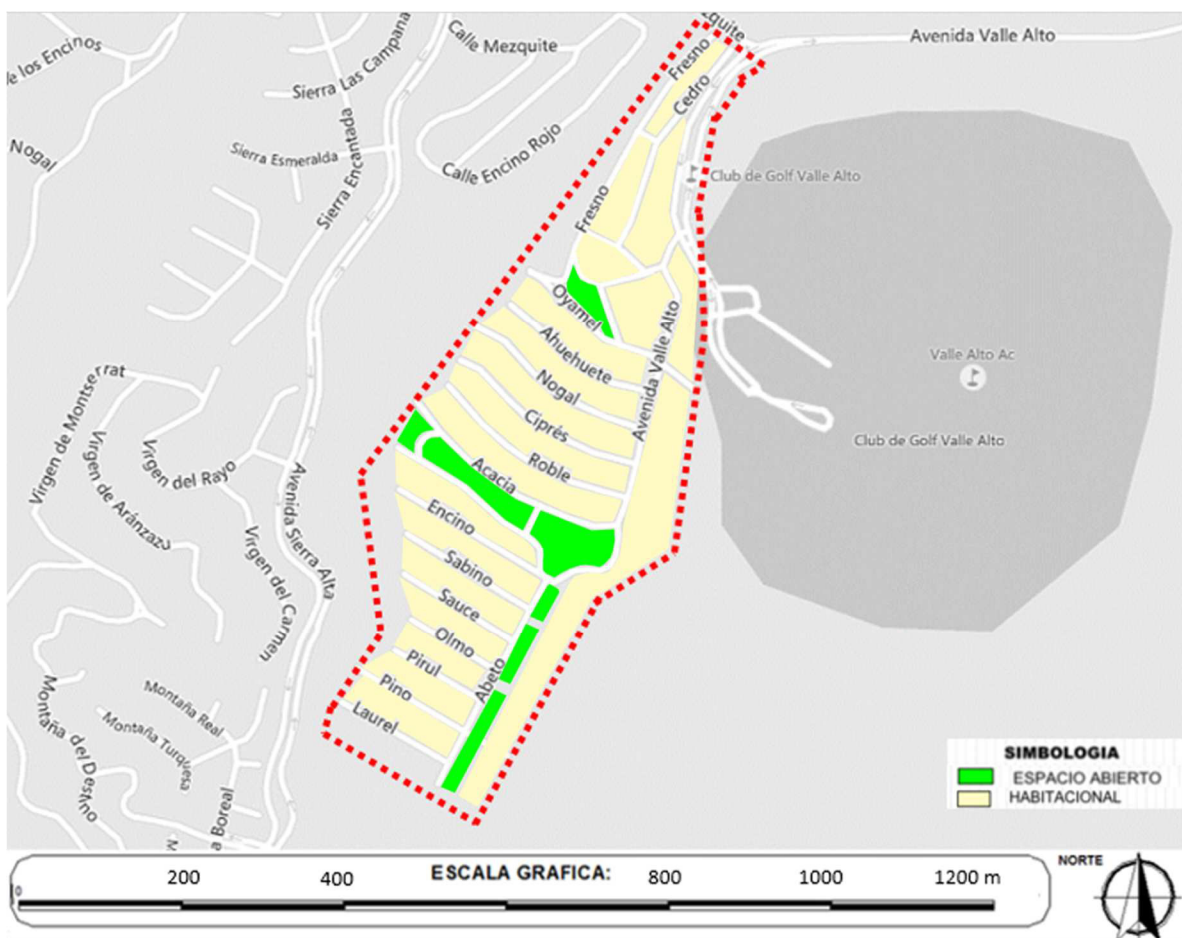 quite
Avenida Valle Alto
de los Encinos
Calle Mezquite
Sierra Las Campana
Fresno
Cedro
Nogal
Sierra Esmeralda
Sierra Encantada
Calle Encino Rojo
Club de Golf Valle Alto
Fresno
Oyamel
Ahuehuete
Avenida Valle Alto
Valle Alto Ac
Nogal
Virgen de Montserrat
Ciprés
Club de Golf Valle Alto
Virgen del Rayo
Roble
Acacia
Virgen de Aránzazu
Avenida Sierra Alta
Encino
Virgen del Carmen
Sabino
Sauce
Olmo
Pirul
Abeto
Pino
Laurel
Montaña Real
Montaña Turquesa
Montaña del Destino
a Boreal
M
SIMBOLOGIA
ESPACIO ABIERTO
HABITACIONAL
ESCALA GRAFICA:
0 200 400 800 1000 1200 m
NORTE